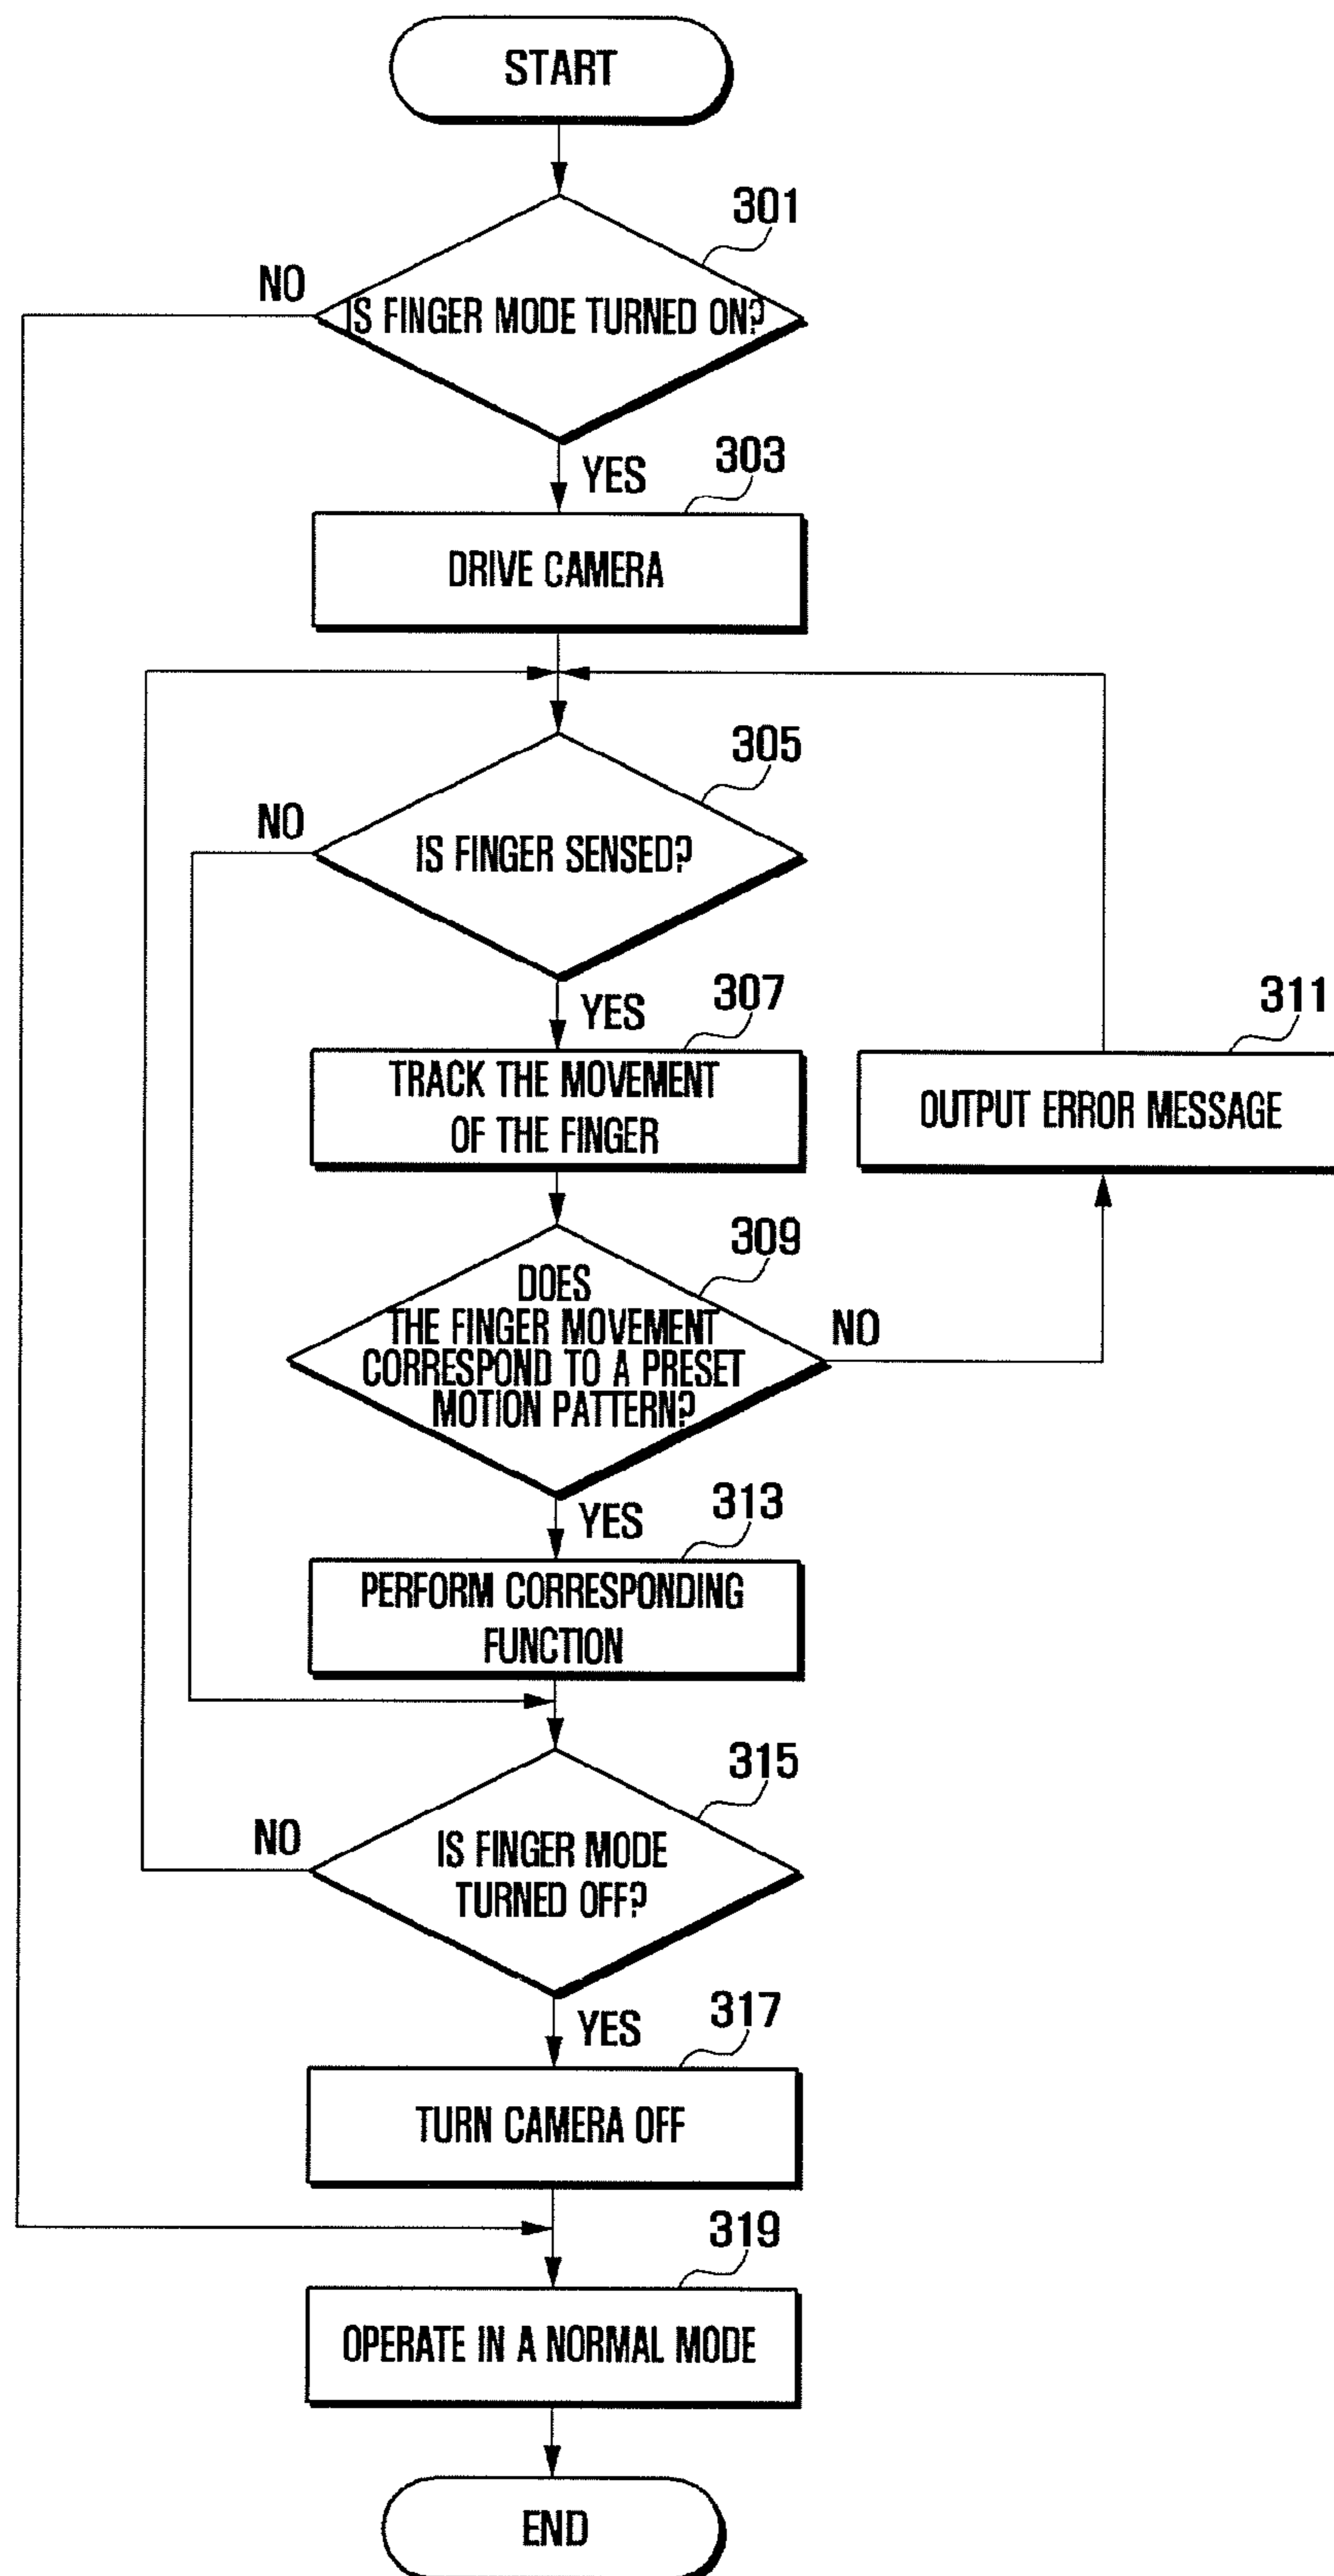 START
301
NO
IS FINGER MODE TURNED ON?
YES
303
DRIVE CAMERA
305
NO
IS FINGER SENSED?
YES
307
311
TRACK THE MOVEMENT
OF THE FINGER
OUTPUT ERROR MESSAGE
309
DOES
THE FINGER MOVEMENT
CORRESPOND TO A PRESET
MOTION PATTERN?
NO
YES
313
PERFORM CORRESPONDING
FUNCTION
315
NO
IS FINGER MODE
TURNED OFF?
YES
317
TURN CAMERA OFF
319
OPERATE IN A NORMAL MODE
END